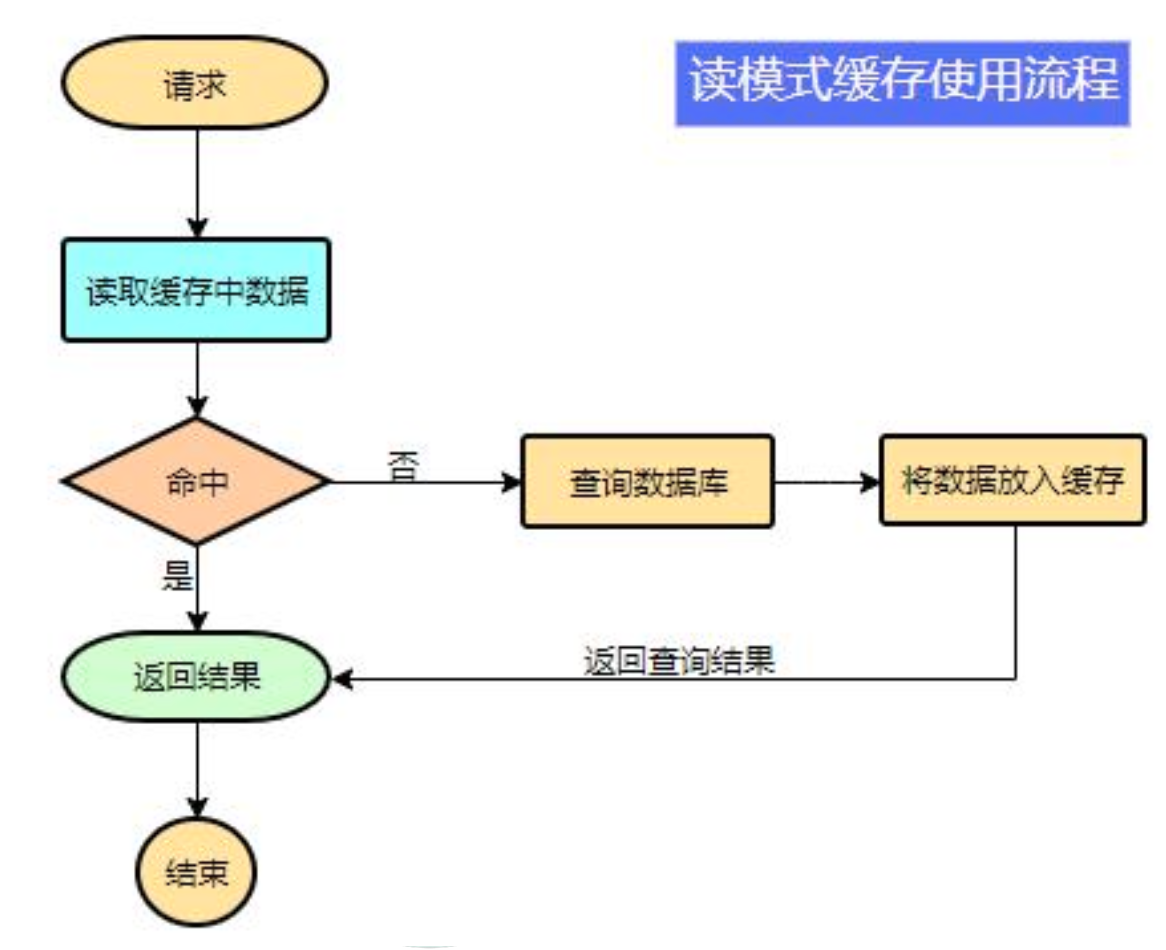 请求
读模式缓存使用流程
读取缓存中数据
命中
否
查询数据库
将数据放入缓存
是
返回结果
返回查询结果
结束